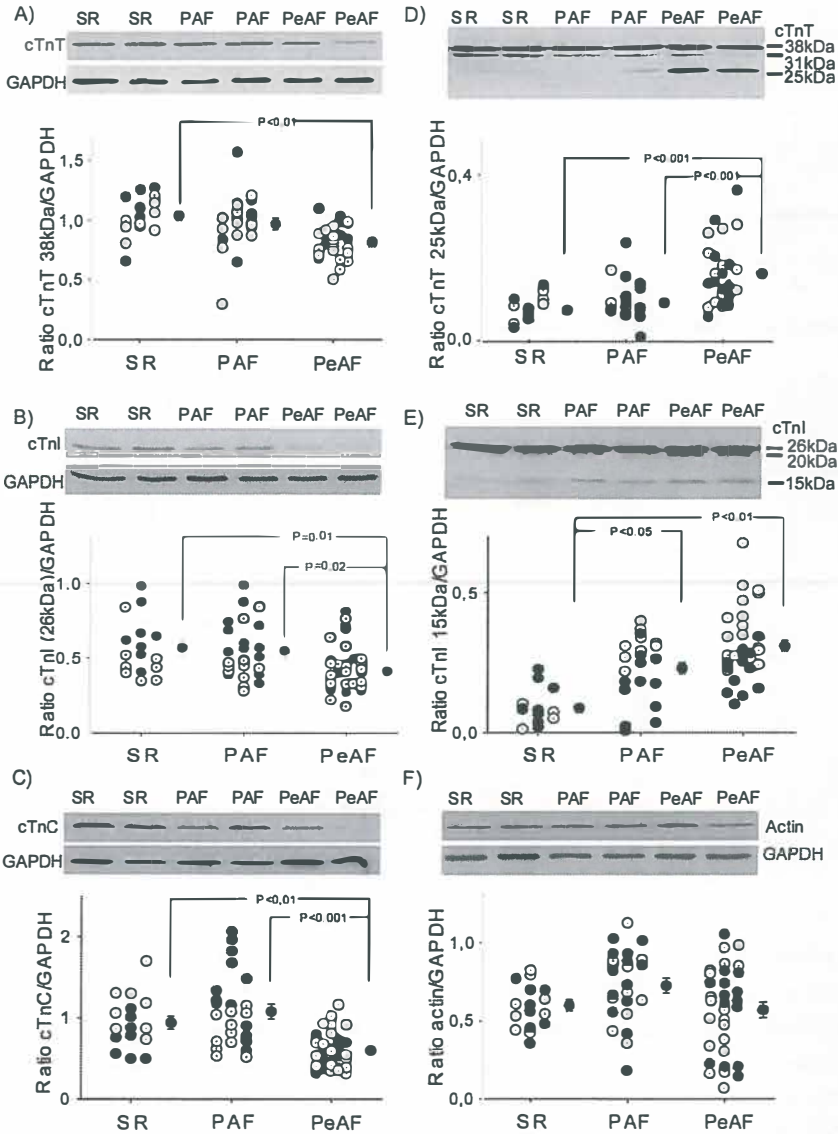 A)
SR SR PAF PAF PeAF PeAF
cTnT
GAPDH
P<0.01
Ratio cTnT 38kDa/GAPDH
1,5
1,0
0,5
0,0
SR PAF PeAF
D)
SR SR PAF PAF PeAF PeAF
cTnT
38kDa
31kDa
25kDa
P<0.001
P<0.001
Ratio cTnT 25kDa/GAPDH
0,4
0,0
SR PAF PeAF
B)
SR SR PAF PAF PeAF PeAF
cTnI
GAPDH
P=0.01
P=0.02
Ratio cTnI (26kDa)/GAPDH
1.0
0.5
0.0
SR PAF PeAF
E)
SR SR PAF PAF PeAF PeAF
cTnI
26kDa
20kDa
15kDa
P<0.01
P<0.05
Ratio cTnI 15kDa/GAPDH
0,5
0,0
SR PAF PeAF
C)
SR SR PAF PAF PeAF PeAF
cTnC
GAPDH
P<0,01
P<0.001
Ratio cTnC/GAPDH
2
1
0
SR PAF PeAF
F)
SR SR PAF PAF PeAF PeAF
Actin
GAPDH
Ratio actin/GAPDH
1,0
0,5
0,0
SR PAF PeAF